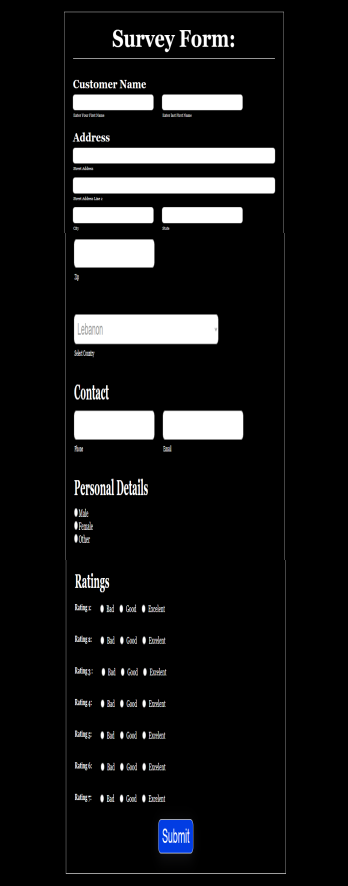 Survey Form:
Customer Name
Enter Your First Name Enter Last First Name
Address
Street Address
Street Address Line 2
City State
Zip
Lebanon
Select Country
Contact
Phone Email
Personal Details
Male
Female
Other
Ratings
Rating 1: Bad Good Excelent
Rating 2: Bad Good Excelent
Rating 3 : Bad Good Excelent
Rating 4: Bad Good Excelent
Rating 5: Bad Good Excelent
Rating 6: Bad Good Excelent
Rating 7: Bad Good Excelent
Submit